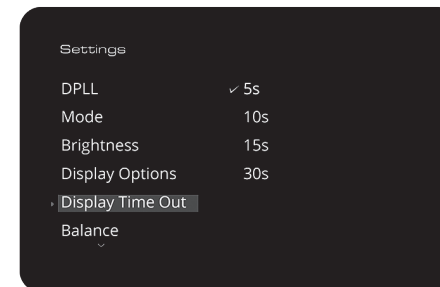 Settings
DPLL ✓ 5s
Mode 10s
Brightness 15s
Display Options 30s
Display Time Out
Balance